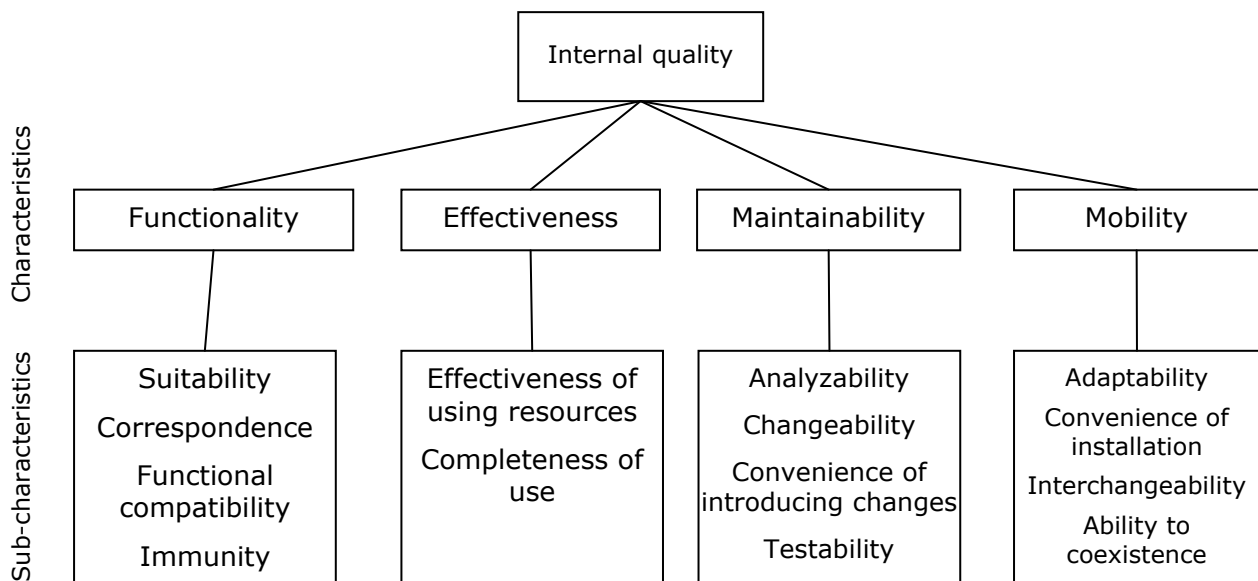 Internal quality
Characteristics
Functionality
Effectiveness
Maintainability
Mobility
Sub-characteristics
Suitability
Correspondence
Functional
compatibility
Immunity
Effectiveness of
using resources
Completeness of
use
Analyzability
Changeability
Convenience of
introducing changes
Testability
Adaptability
Convenience of
installation
Interchangeability
Ability to
coexistence